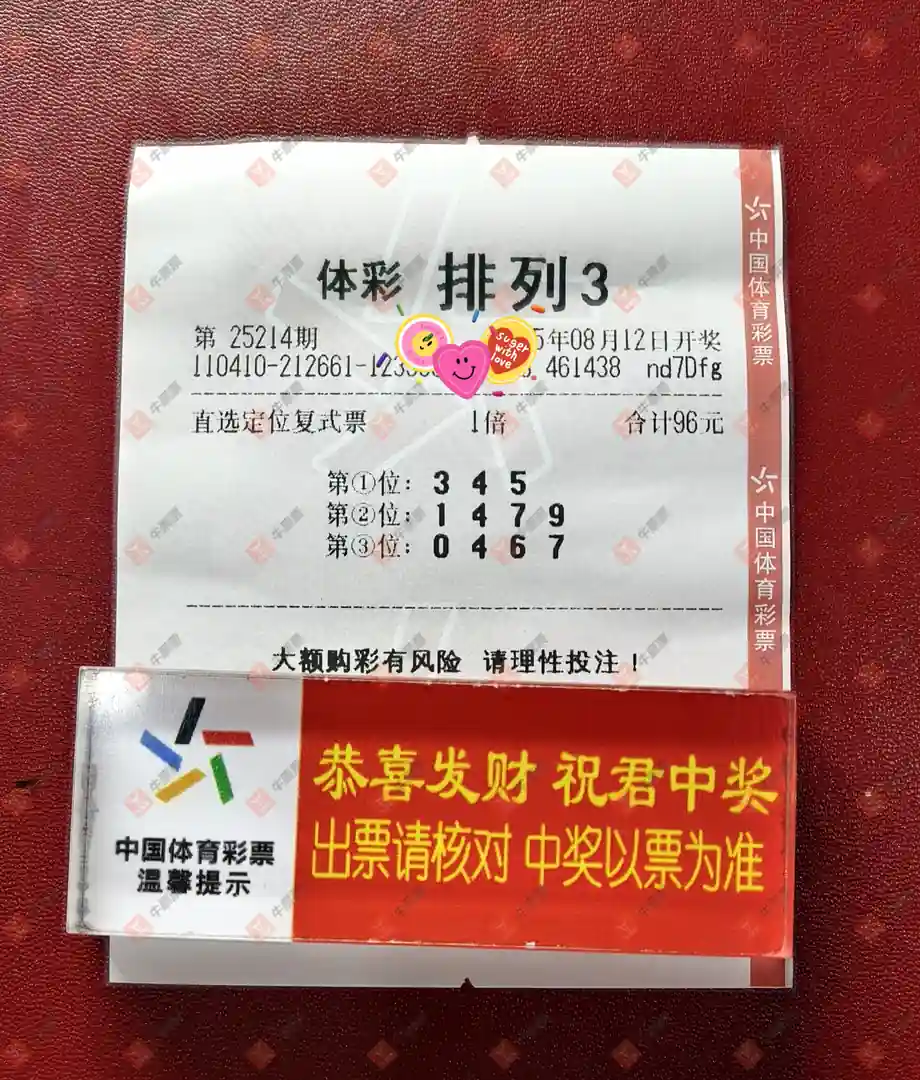 体彩 排列3
第 25214期 5年08月12日开奖
110410-212661-123 461438 nd7Dfg
直选定位复式票 1倍 合计96元
第①位: 3 4 5
第②位: 1 4 7 9
第③位: 0 4 6 7
大额购彩有风险 请理性投注!
中国体育彩票
中国体育彩票
suger
with
love
中国体育彩票
温馨提示
恭喜发财 祝君中奖
出票请核对 中奖以票为准